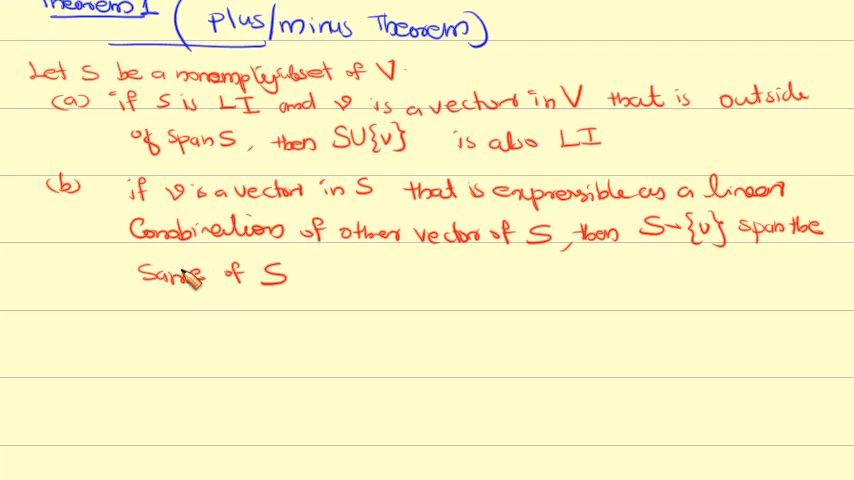 Theorem 1 (plus/minus Theorem)
Let S be a nonempty subset of V.
(a) if S is LI and v is a vector in V that is outside
of span S, then SU{v} is also LI
(b) if v is a vector in S that is expressible as a linear
Combination of other vector of S, then S-{v} span the
Same of S